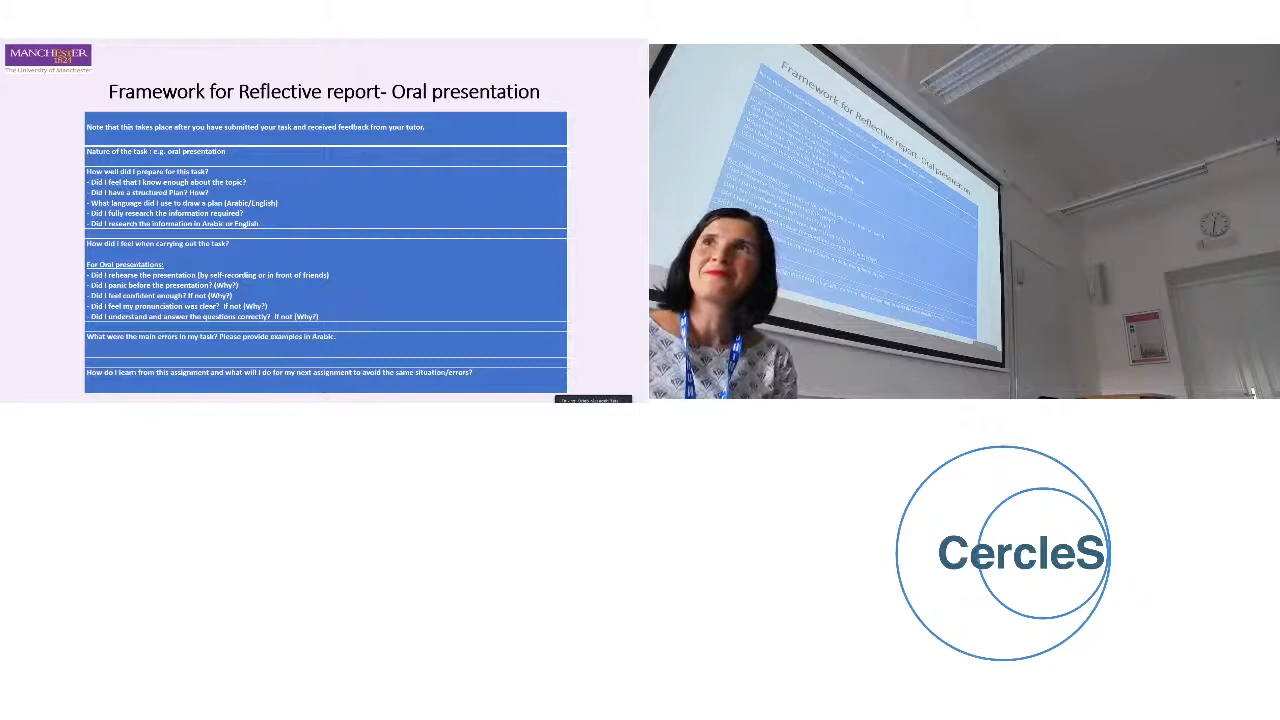 MANCHESTER
1824
The University of Manchester
Framework for Reflective report- Oral presentation
Note that this takes place after you have submitted your task and received feedback from your tutor.
Nature of the task : e.g. oral presentation
How well did I prepare for this task?
- Did I feel that I know enough about the topic?
- Did I have a structured Plan? How?
- What language did I use to draw a plan (Arabic/English)
- Did I fully research the information required?
- Did I research the information in Arabic or English
How did I feel when carrying out the task?
For Oral presentations:
- Did I rehearse the presentation (by self-recording or in front of friends)
- Did I panic before the presentation? (Why?)
- Did I feel confident enough? If not (Why?)
- Did I feel my pronunciation was clear?  If not (Why?)
- Did I understand and answer the questions correctly?  If not (Why?)
What were the main errors in my task? Please provide examples in Arabic.
How do I learn from this assignment and what will I do for my next assignment to avoid the same situation/errors?
Framework for Reflective report- Oral presentation
CercleS